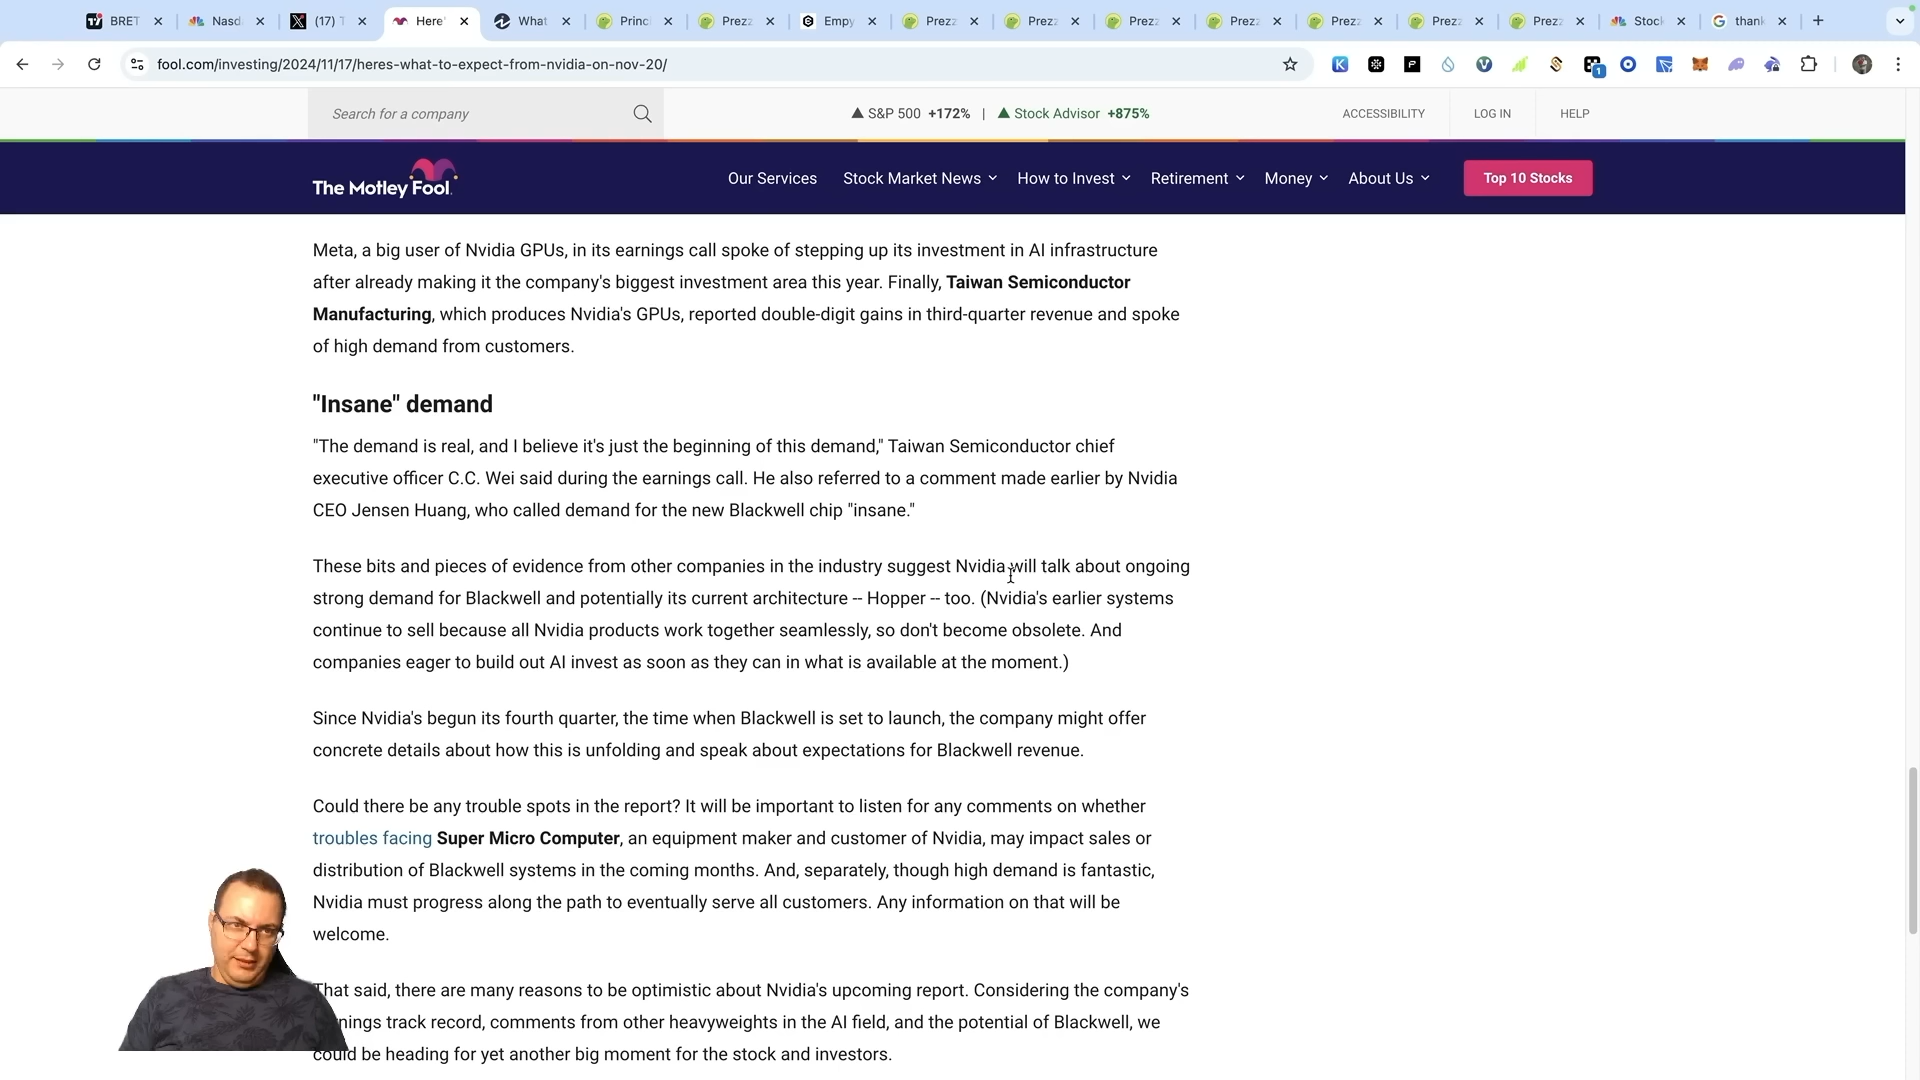 BRET
Nasd
(17) T
Here'
What
Princi
Prezz
Empy
Prezz
Prezz
Prezz
Prezz
Prezz
Prezz
Prezz
Stock
thank
fool.com/investing/2024/11/17/heres-what-to-expect-from-nvidia-on-nov-20/
1
Search for a company
▲ S&P 500 +172% | ▲ Stock Advisor +875%
ACCESSIBILITY
LOG IN
HELP
The Motley Fool.
Our Services
Stock Market News
How to Invest
Retirement
Money
About Us
Top 10 Stocks
Meta, a big user of Nvidia GPUs, in its earnings call spoke of stepping up its investment in AI infrastructure
after already making it the company's biggest investment area this year. Finally, Taiwan Semiconductor
Manufacturing, which produces Nvidia's GPUs, reported double-digit gains in third-quarter revenue and spoke
of high demand from customers.
"Insane" demand
"The demand is real, and I believe it's just the beginning of this demand," Taiwan Semiconductor chief
executive officer C.C. Wei said during the earnings call. He also referred to a comment made earlier by Nvidia
CEO Jensen Huang, who called demand for the new Blackwell chip "insane."
These bits and pieces of evidence from other companies in the industry suggest Nvidia will talk about ongoing
strong demand for Blackwell and potentially its current architecture -- Hopper -- too. (Nvidia's earlier systems
continue to sell because all Nvidia products work together seamlessly, so don't become obsolete. And
companies eager to build out AI invest as soon as they can in what is available at the moment.)
Since Nvidia's begun its fourth quarter, the time when Blackwell is set to launch, the company might offer
concrete details about how this is unfolding and speak about expectations for Blackwell revenue.
Could there be any trouble spots in the report? It will be important to listen for any comments on whether
troubles facing Super Micro Computer, an equipment maker and customer of Nvidia, may impact sales or
distribution of Blackwell systems in the coming months. And, separately, though high demand is fantastic,
Nvidia must progress along the path to eventually serve all customers. Any information on that will be
welcome.
That said, there are many reasons to be optimistic about Nvidia's upcoming report. Considering the company's
nings track record, comments from other heavyweights in the AI field, and the potential of Blackwell, we
could be heading for yet another big moment for the stock and investors.